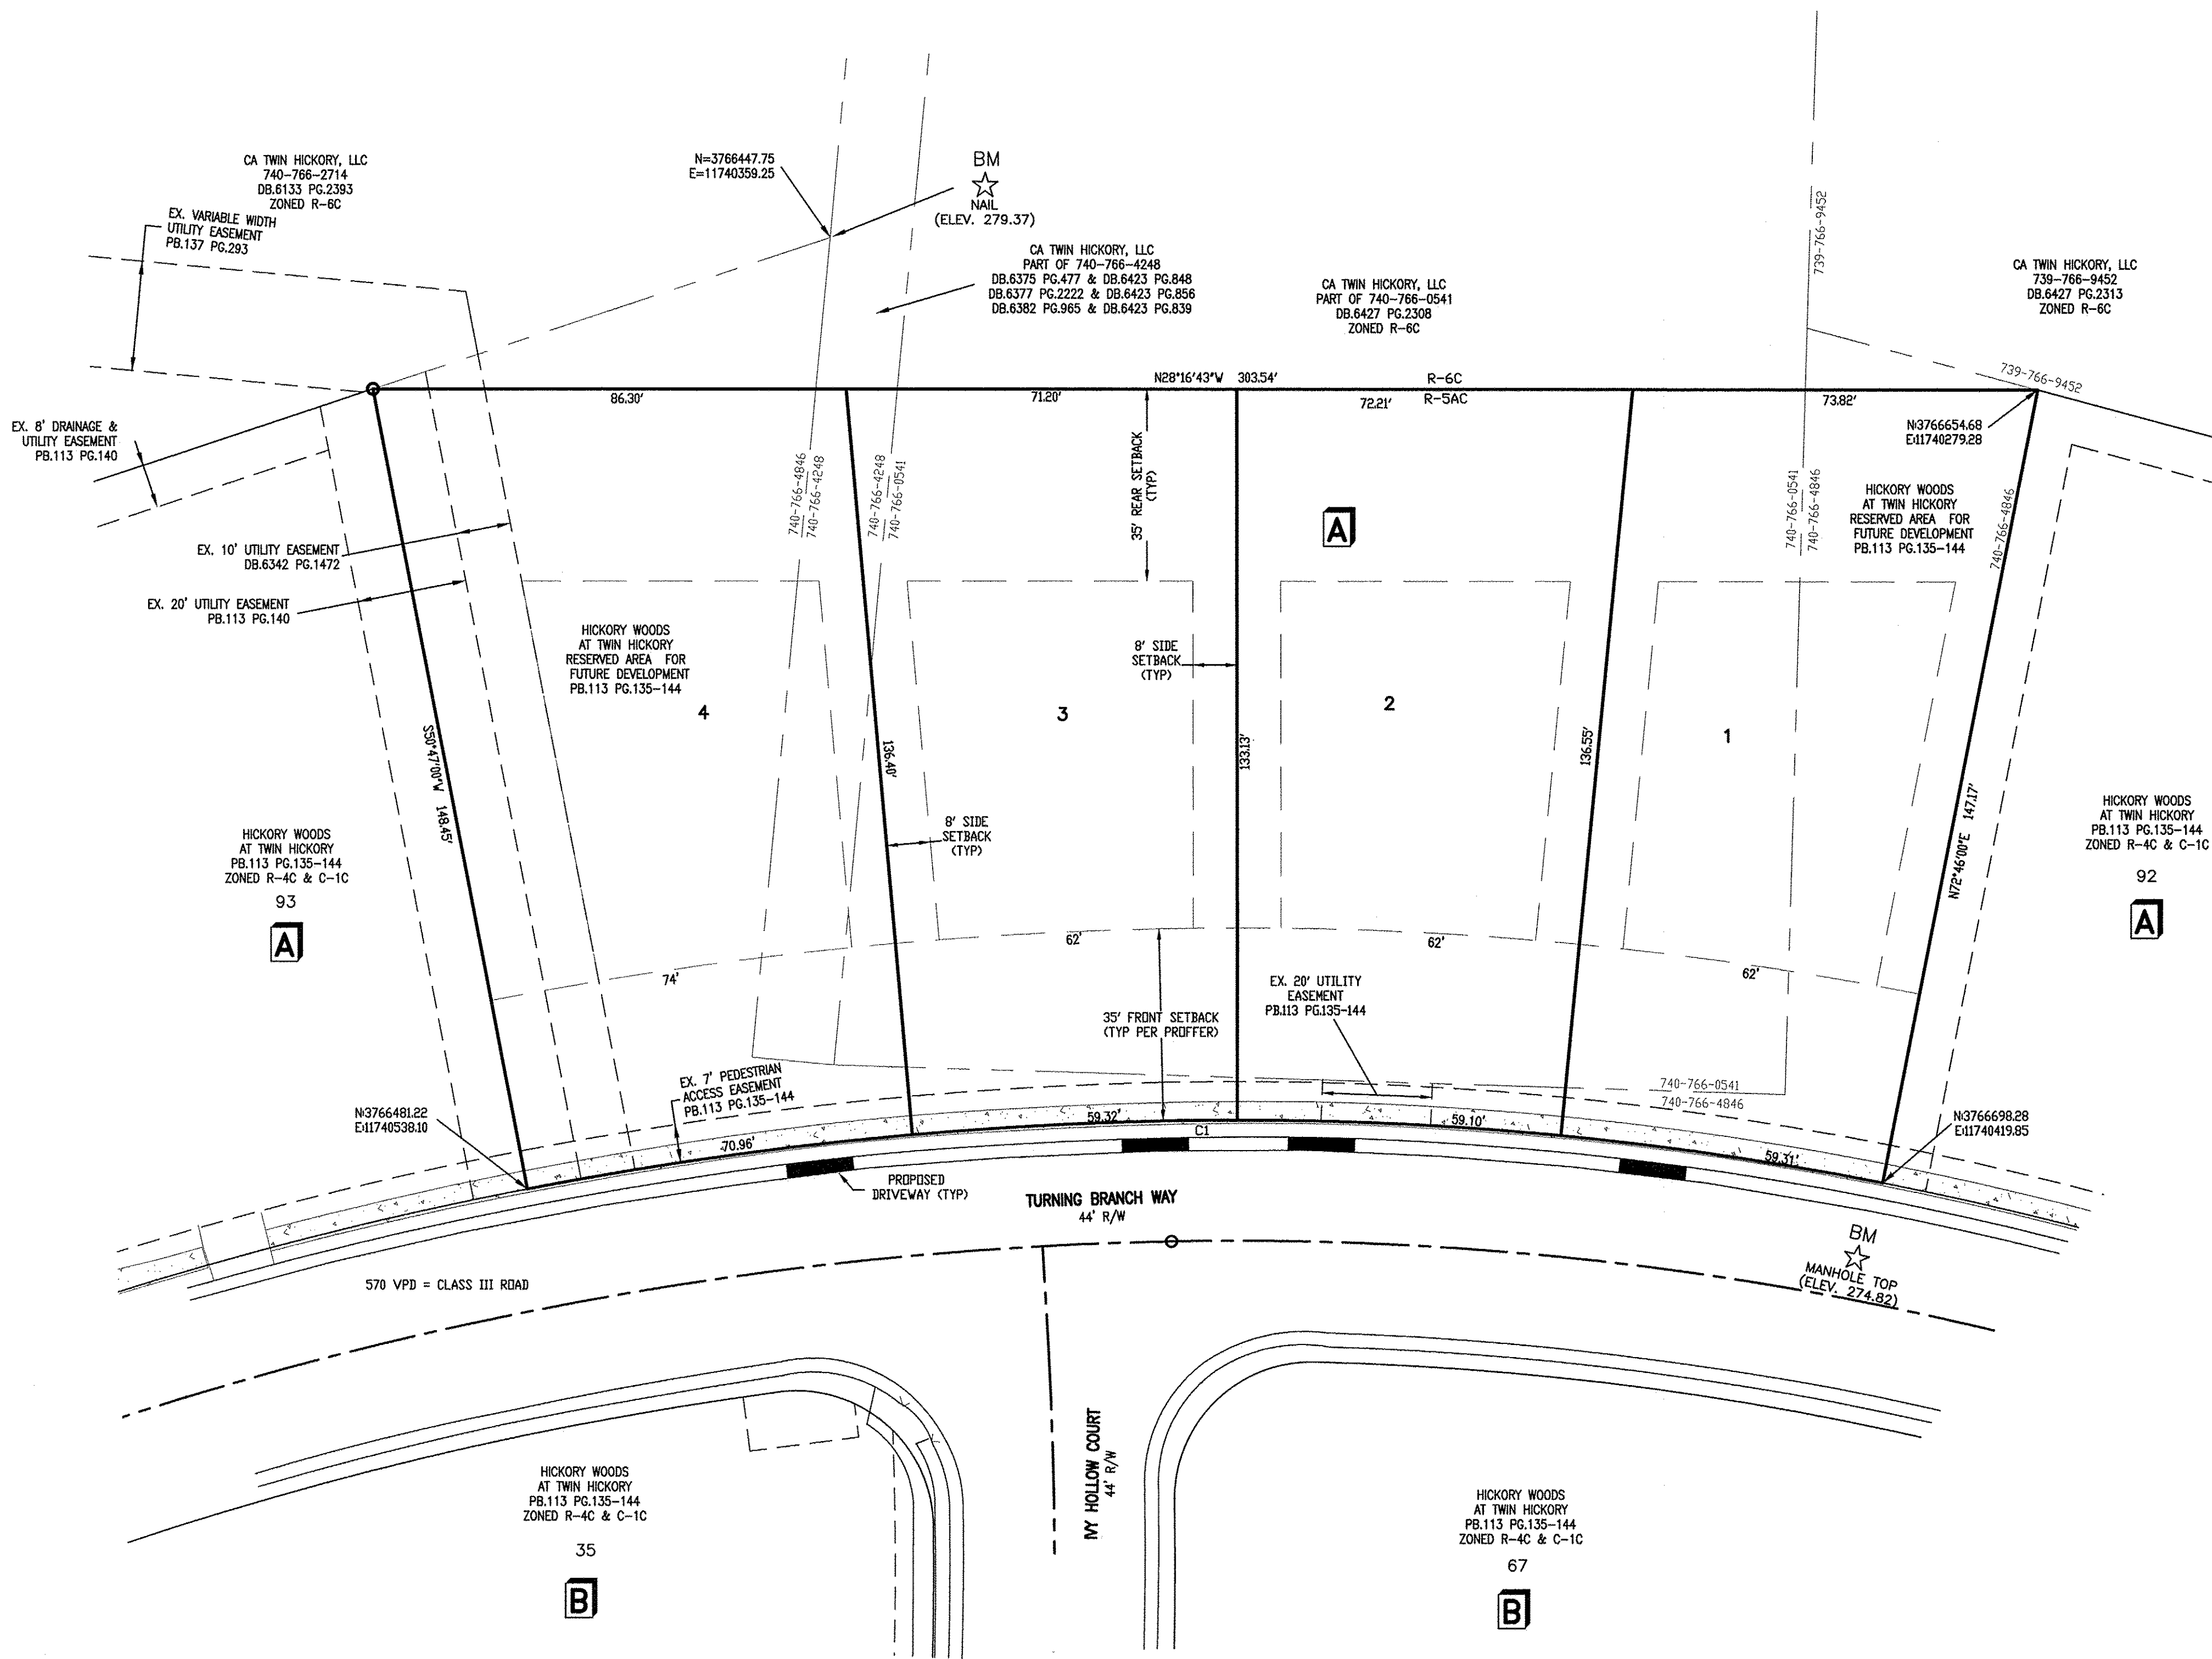 CA TWIN HICKORY, LLC
740-766-2714
DB.6133 PG.2393
ZONED R-6C
EX. VARIABLE WIDTH
UTILITY EASEMENT
PB.137 PG.293
N=3766447.75
E=11740359.25
BM
NAIL
(ELEV. 279.37)
CA TWIN HICKORY, LLC
PART OF 740-766-4248
DB.6375 PG.477 & DB.6423 PG.848
DB.6377 PG.2222 & DB.6423 PG.856
DB.6382 PG.965 & DB.6423 PG.839
CA TWIN HICKORY, LLC
PART OF 740-766-0541
DB.6427 PG.2308
ZONED R-6C
739-766-9452
CA TWIN HICKORY, LLC
739-766-9452
DB.6427 PG.2313
ZONED R-6C
739-766-9452
N28°16'43"W 303.54'
R-6C
R-5AC
86.30'
71.20'
72.21'
73.82'
N:3766654.68
E:11740279.28
EX. 8' DRAINAGE &
UTILITY EASEMENT
PB.113 PG.140
EX. 10' UTILITY EASEMENT
DB.6342 PG.1472
EX. 20' UTILITY EASEMENT
PB.113 PG.140
740-766-4846
740-766-4248
740-766-4248
740-766-0541
35' REAR SETBACK
(TYP)
A
740-766-0541
740-766-4846
HICKORY WOODS
AT TWIN HICKORY
RESERVED AREA FOR
FUTURE DEVELOPMENT
PB.113 PG.135-144
740-766-4846
HICKORY WOODS
AT TWIN HICKORY
RESERVED AREA FOR
FUTURE DEVELOPMENT
PB.113 PG.135-144
4
3
2
1
8' SIDE
SETBACK
(TYP)
S50°47'00"W 148.45'
136.40'
133.13'
136.55'
N72°46'00"E 147.17'
8' SIDE
SETBACK
(TYP)
HICKORY WOODS
AT TWIN HICKORY
PB.113 PG.135-144
ZONED R-4C & C-1C
93
A
HICKORY WOODS
AT TWIN HICKORY
PB.113 PG.135-144
ZONED R-4C & C-1C
92
A
74'
62'
62'
62'
35' FRONT SETBACK
(TYP PER PROFFER)
EX. 20' UTILITY
EASEMENT
PB.113 PG.135-144
EX. 7' PEDESTRIAN
ACCESS EASEMENT
PB.113 PG.135-144
740-766-0541
740-766-4846
N:3766481.22
E:11740538.10
N:3766698.28
E:11740419.85
70.96'
59.32'
C1
59.10'
59.31'
PROPOSED
DRIVEWAY (TYP)
TURNING BRANCH WAY
44' R/W
570 VPD = CLASS III ROAD
BM
MANHOLE TOP
(ELEV. 274.82)
IVY HOLLOW COURT
44' R/W
HICKORY WOODS
AT TWIN HICKORY
PB.113 PG.135-144
ZONED R-4C & C-1C
35
B
HICKORY WOODS
AT TWIN HICKORY
PB.113 PG.135-144
ZONED R-4C & C-1C
67
B